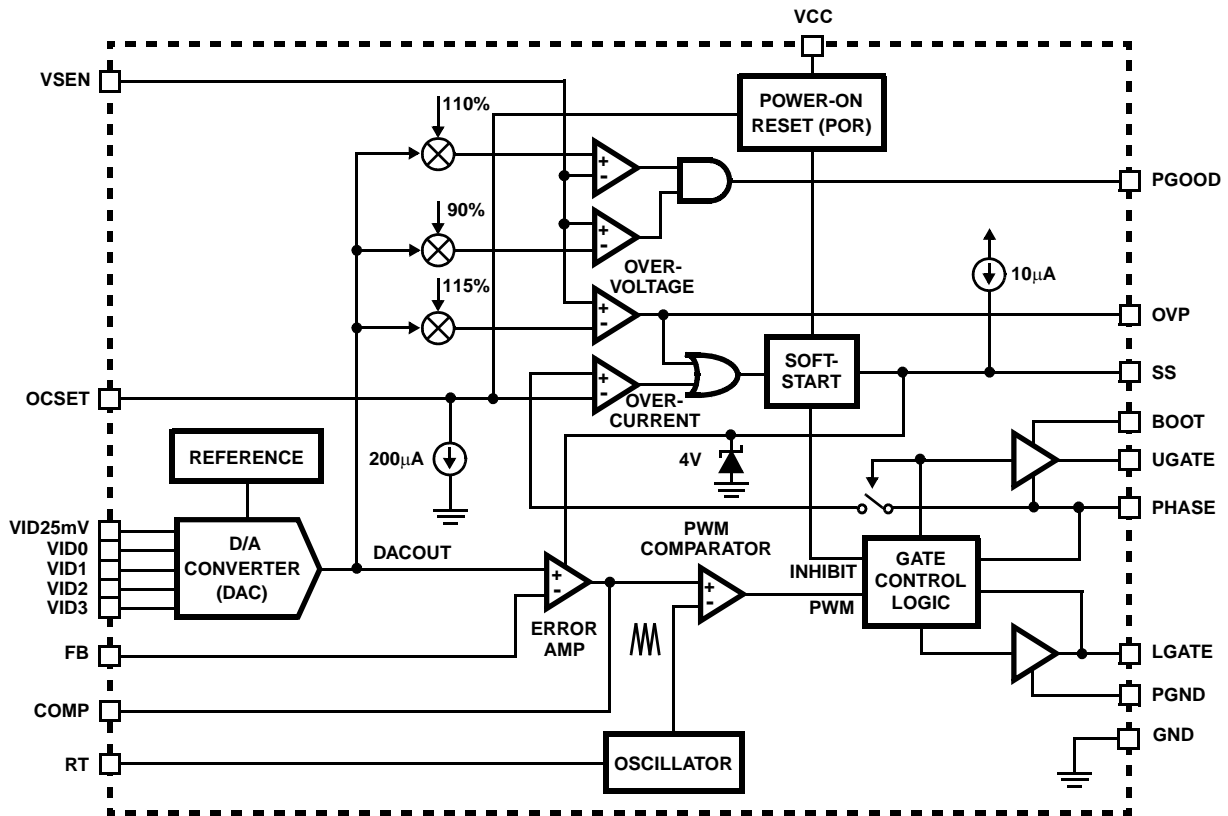 VCC
VSEN
110%
POWER-ON
RESET (POR)
PGOOD
90%
OVER-
VOLTAGE
115%
10µA
OVP
SOFT-
START
SS
OCSET
OVER-
CURRENT
BOOT
REFERENCE
200µA
4V
UGATE
PHASE
VID25mV
VID0
VID1
VID2
VID3
D/A
CONVERTER
(DAC)
DACOUT
PWM
COMPARATOR
INHIBIT
PWM
GATE
CONTROL
LOGIC
ERROR
AMP
FB
LGATE
COMP
PGND
GND
RT
OSCILLATOR
+
-
+
-
+
-
+
-
+
-
+
-